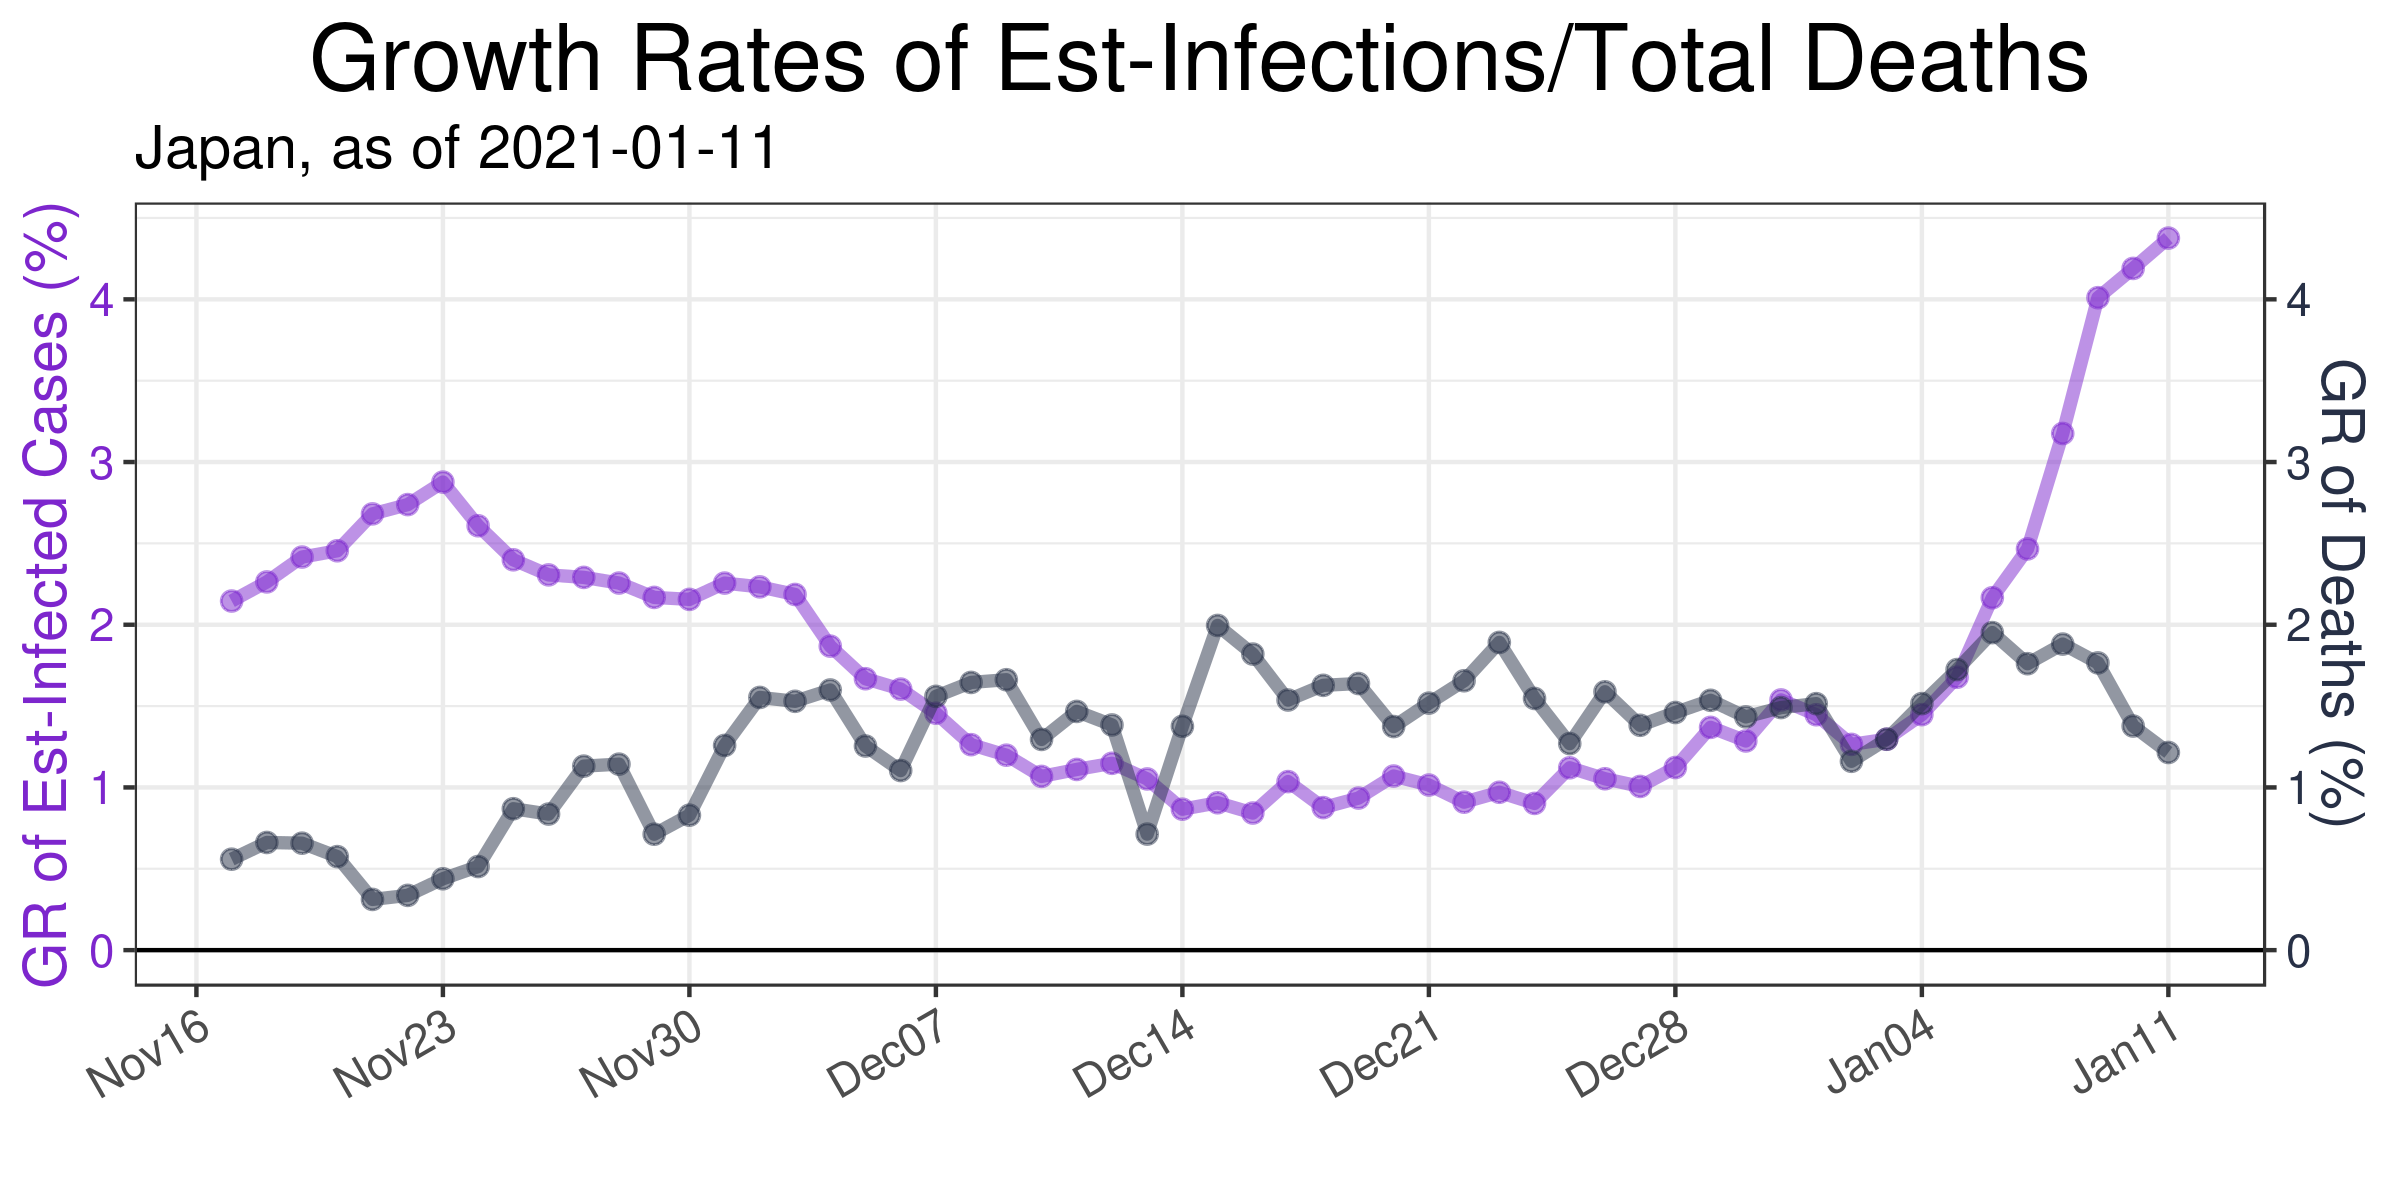 Growth Rates of Est-Infections/Total Deaths
Japan, as of 2021-01-11
GR of Est-Infected Cases (%)
4
3
2
1
0
4
3
2
1
0
GR of Deaths (%)
Nov16
Nov23
Nov30
Dec07
Dec14
Dec21
Dec28
Jan04
Jan11